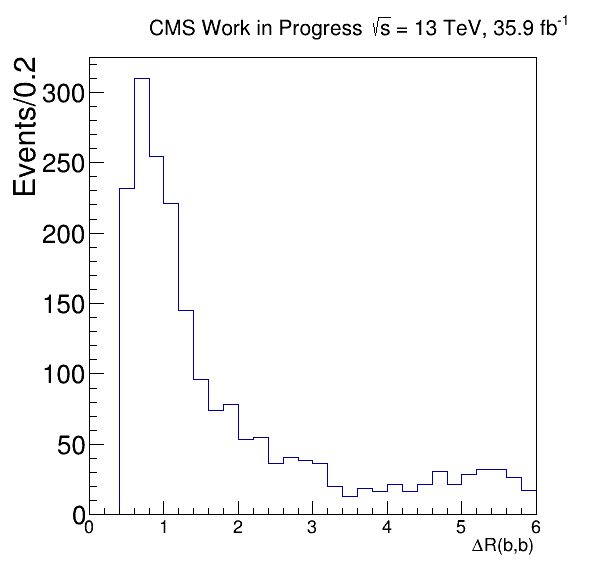 CMS Work in Progress √s = 13 TeV, 35.9 fb⁻¹
Events/0.2
300
250
200
150
100
50
0
0 1 2 3 4 5 6
ΔR(b,b)